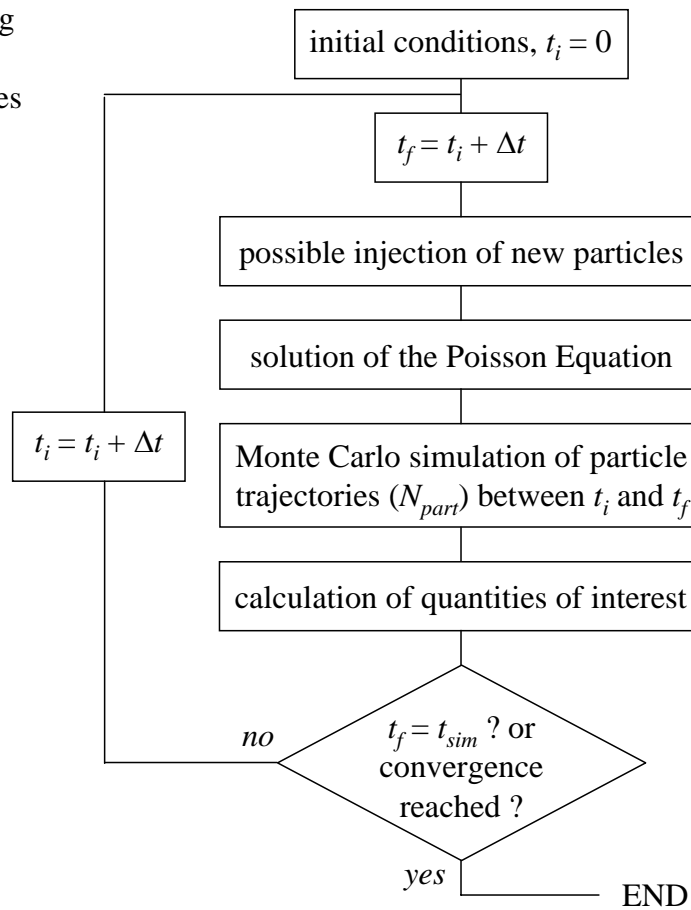 g
es
initial conditions, t_i = 0
t_f = t_i + Δt
possible injection of new particles
solution of the Poisson Equation
t_i = t_i + Δt
Monte Carlo simulation of particle
trajectories (N_part) between t_i and t_f
calculation of quantities of interest
no
t_f = t_sim ? or
convergence
reached ?
yes
END